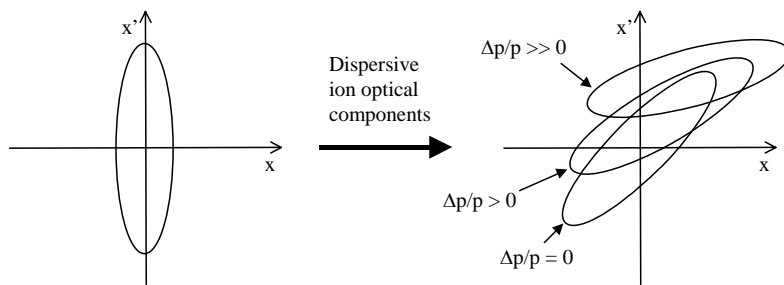 x’
x
Dispersive
ion optical
components
x’
Δp/p >> 0
x
Δp/p > 0
Δp/p = 0